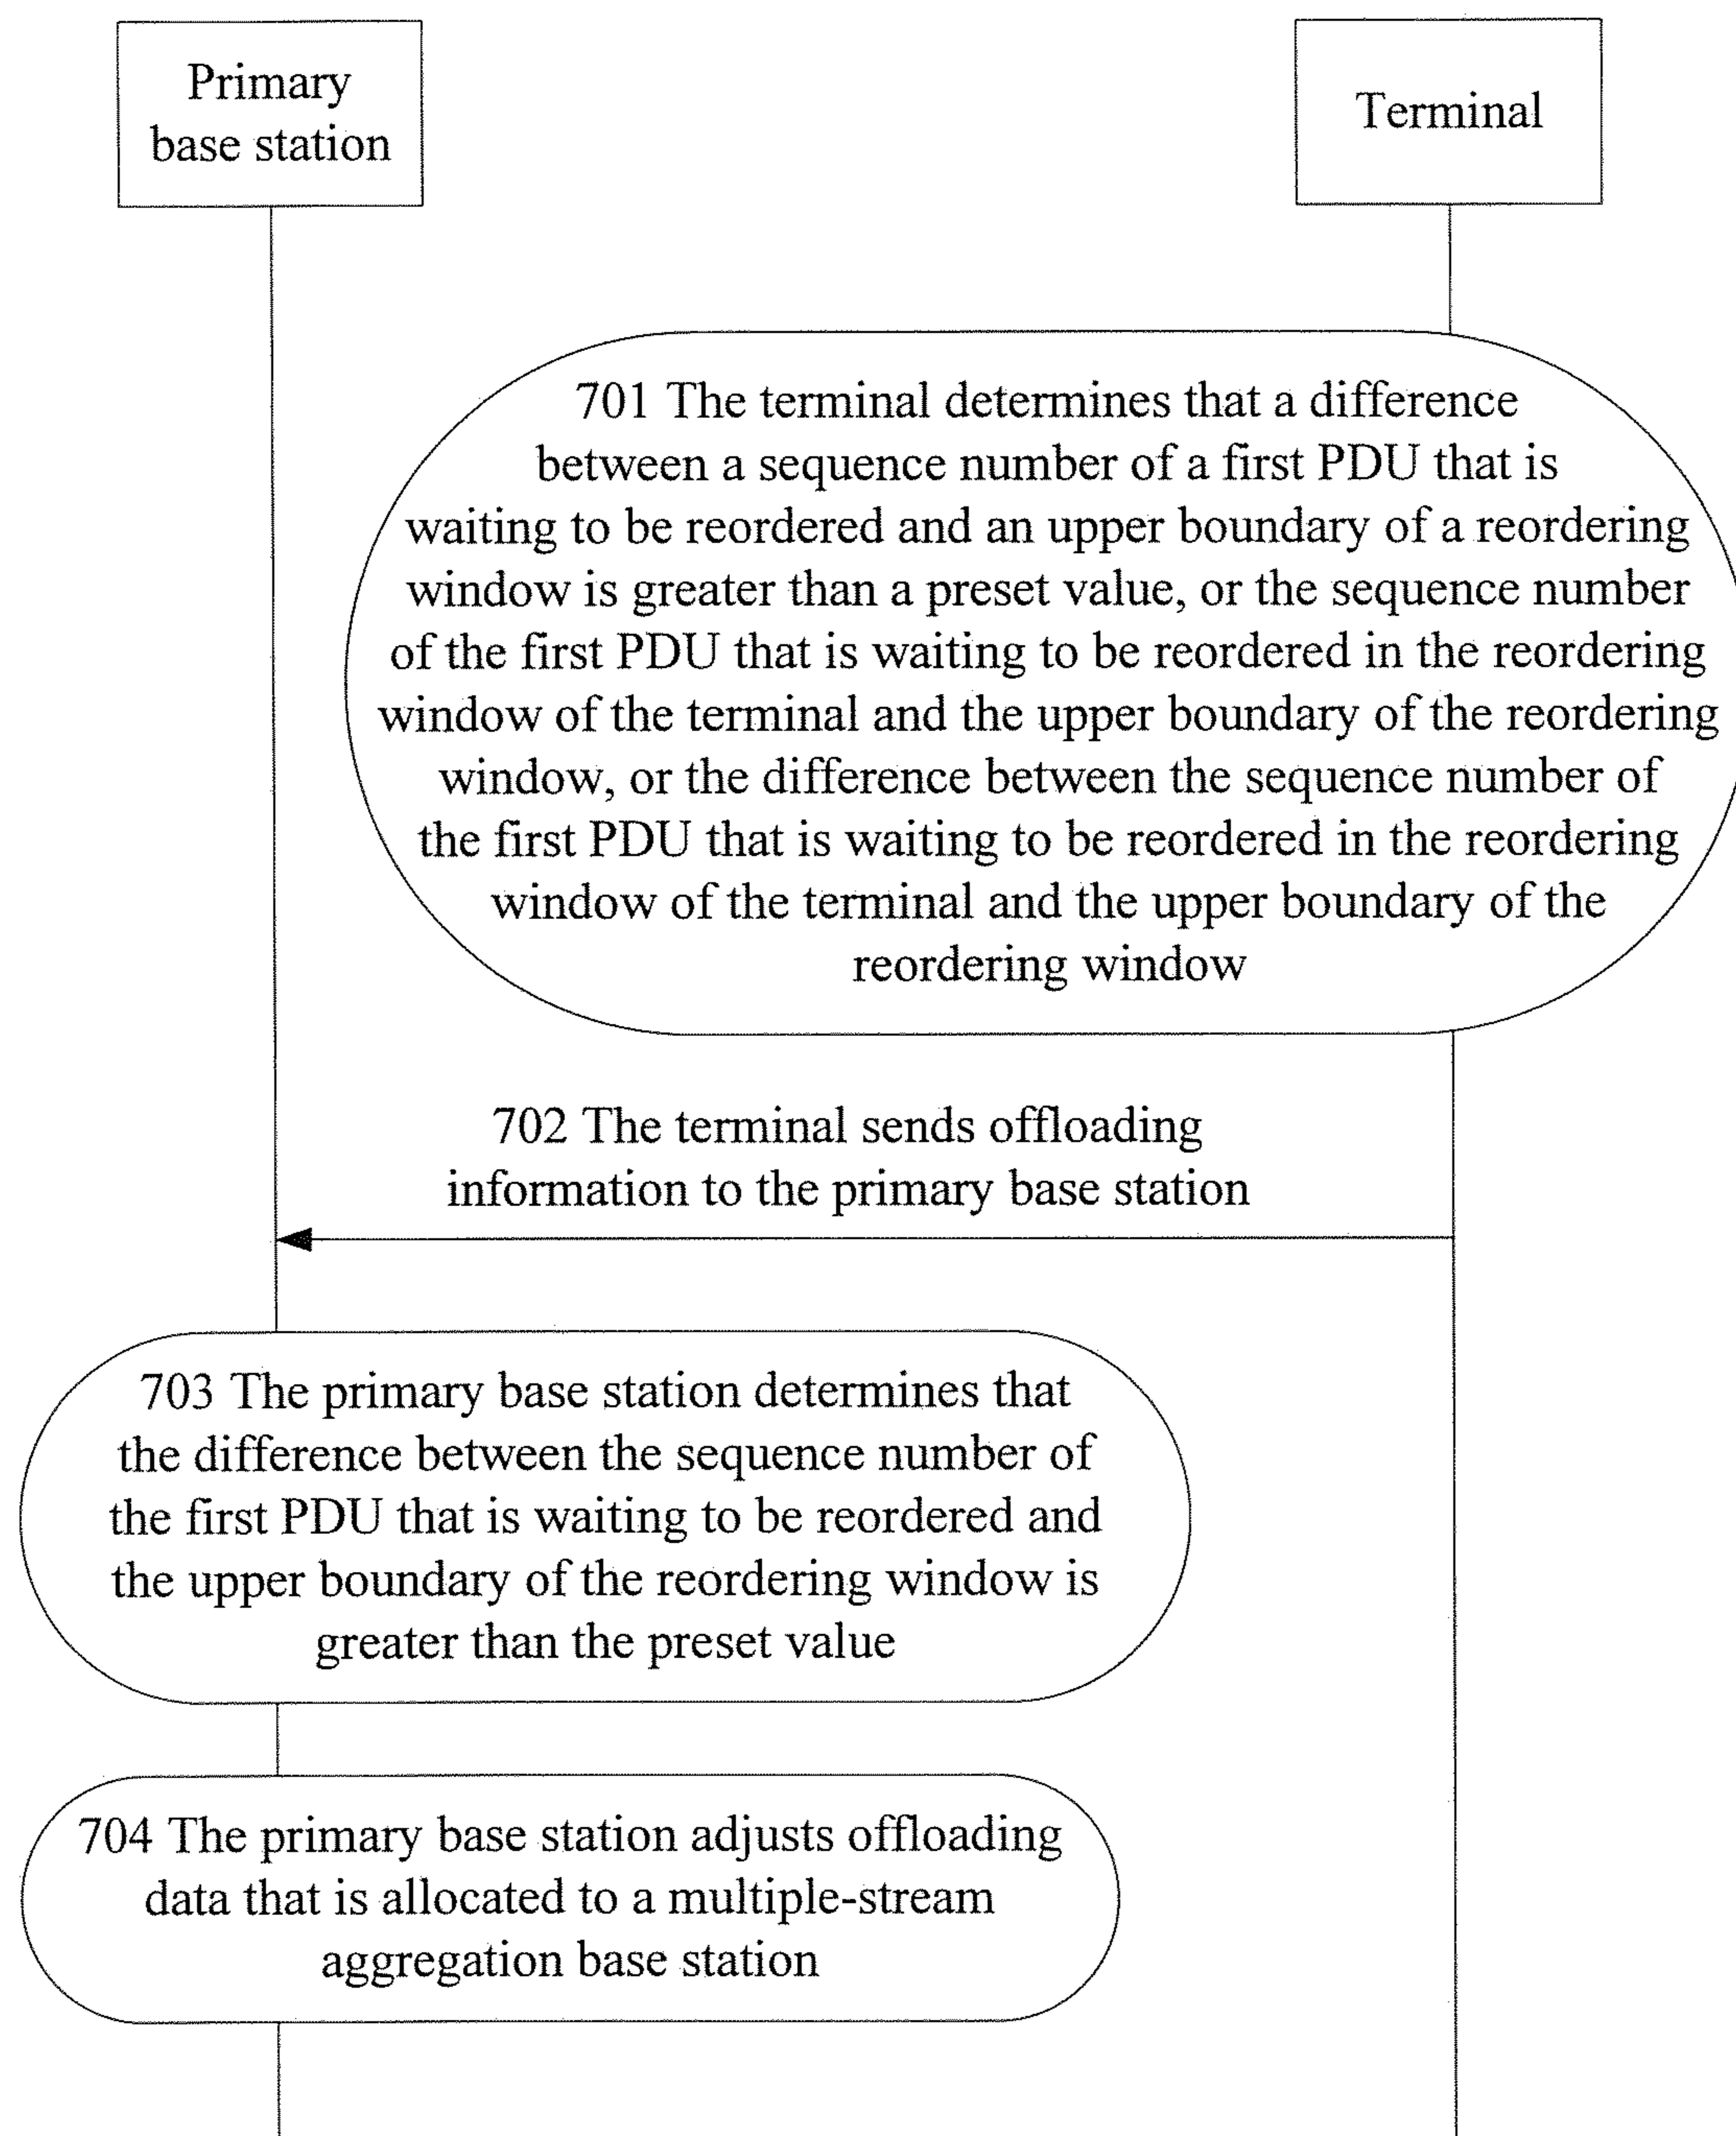 Primary
base station
Terminal
701 The terminal determines that a difference
between a sequence number of a first PDU that is
waiting to be reordered and an upper boundary of a reordering
window is greater than a preset value, or the sequence number
of the first PDU that is waiting to be reordered in the reordering
window of the terminal and the upper boundary of the reordering
window, or the difference between the sequence number of
the first PDU that is waiting to be reordered in the reordering
window of the terminal and the upper boundary of the
reordering window
702 The terminal sends offloading
information to the primary base station
703 The primary base station determines that
the difference between the sequence number of
the first PDU that is waiting to be reordered and
the upper boundary of the reordering window is
greater than the preset value
704 The primary base station adjusts offloading
data that is allocated to a multiple-stream
aggregation base station